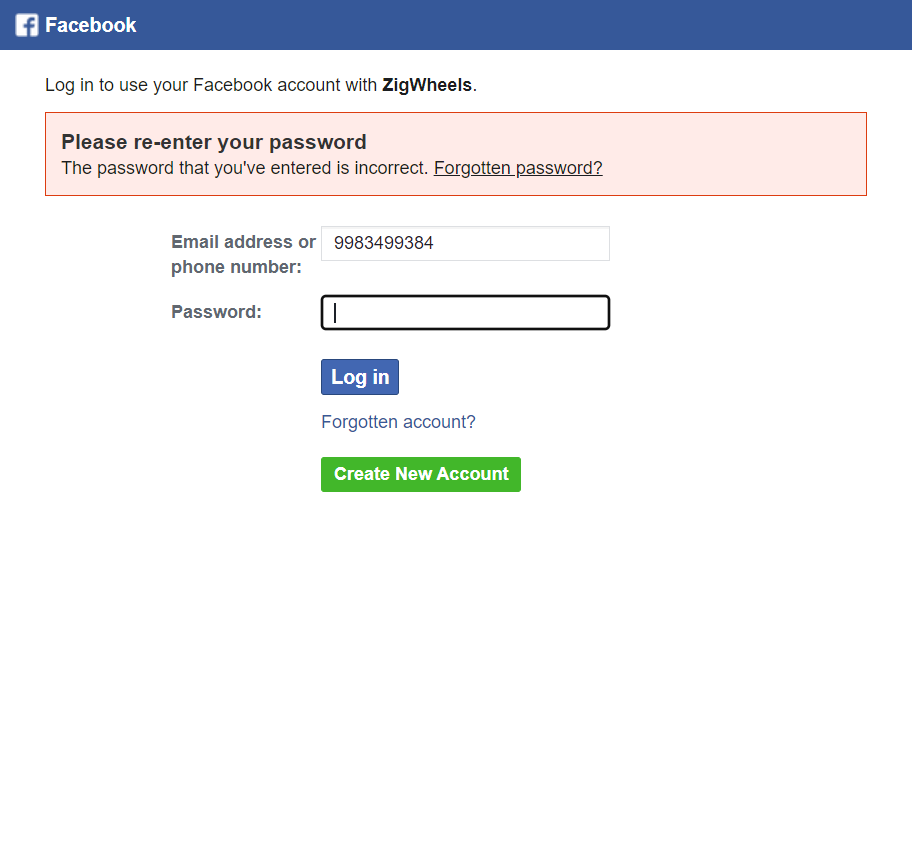 Facebook
Log in to use your Facebook account with ZigWheels.
Please re-enter your password
The password that you've entered is incorrect. Forgotten password?
Email address or 9983499384
phone number:
Password:
Log in
Forgotten account?
Create New Account